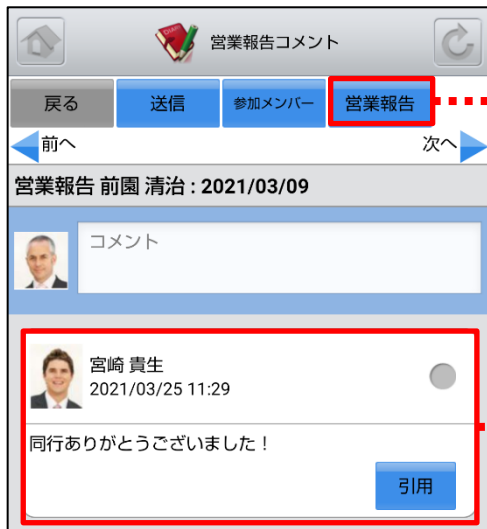 営業報告コメント
戻る 送信 参加メンバー 営業報告
前へ 次へ
営業報告 前園 清治 : 2021/03/09
コメント
宮崎 貴生
2021/03/25 11:29
同行ありがとうございました！
引用